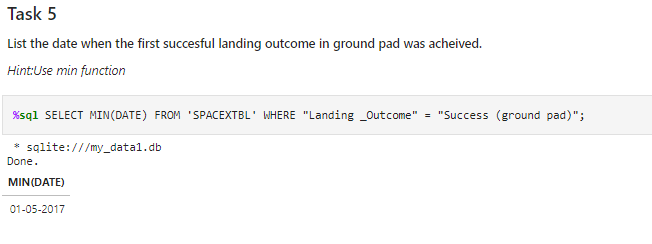 Task 5
List the date when the first succesful landing outcome in ground pad was acheived.
Hint:Use min function
%sql SELECT MIN(DATE) FROM 'SPACEXTBL' WHERE "Landing _Outcome" = "Success (ground pad)";
* sqlite:///my_data1.db
Done.
MIN(DATE)
01-05-2017